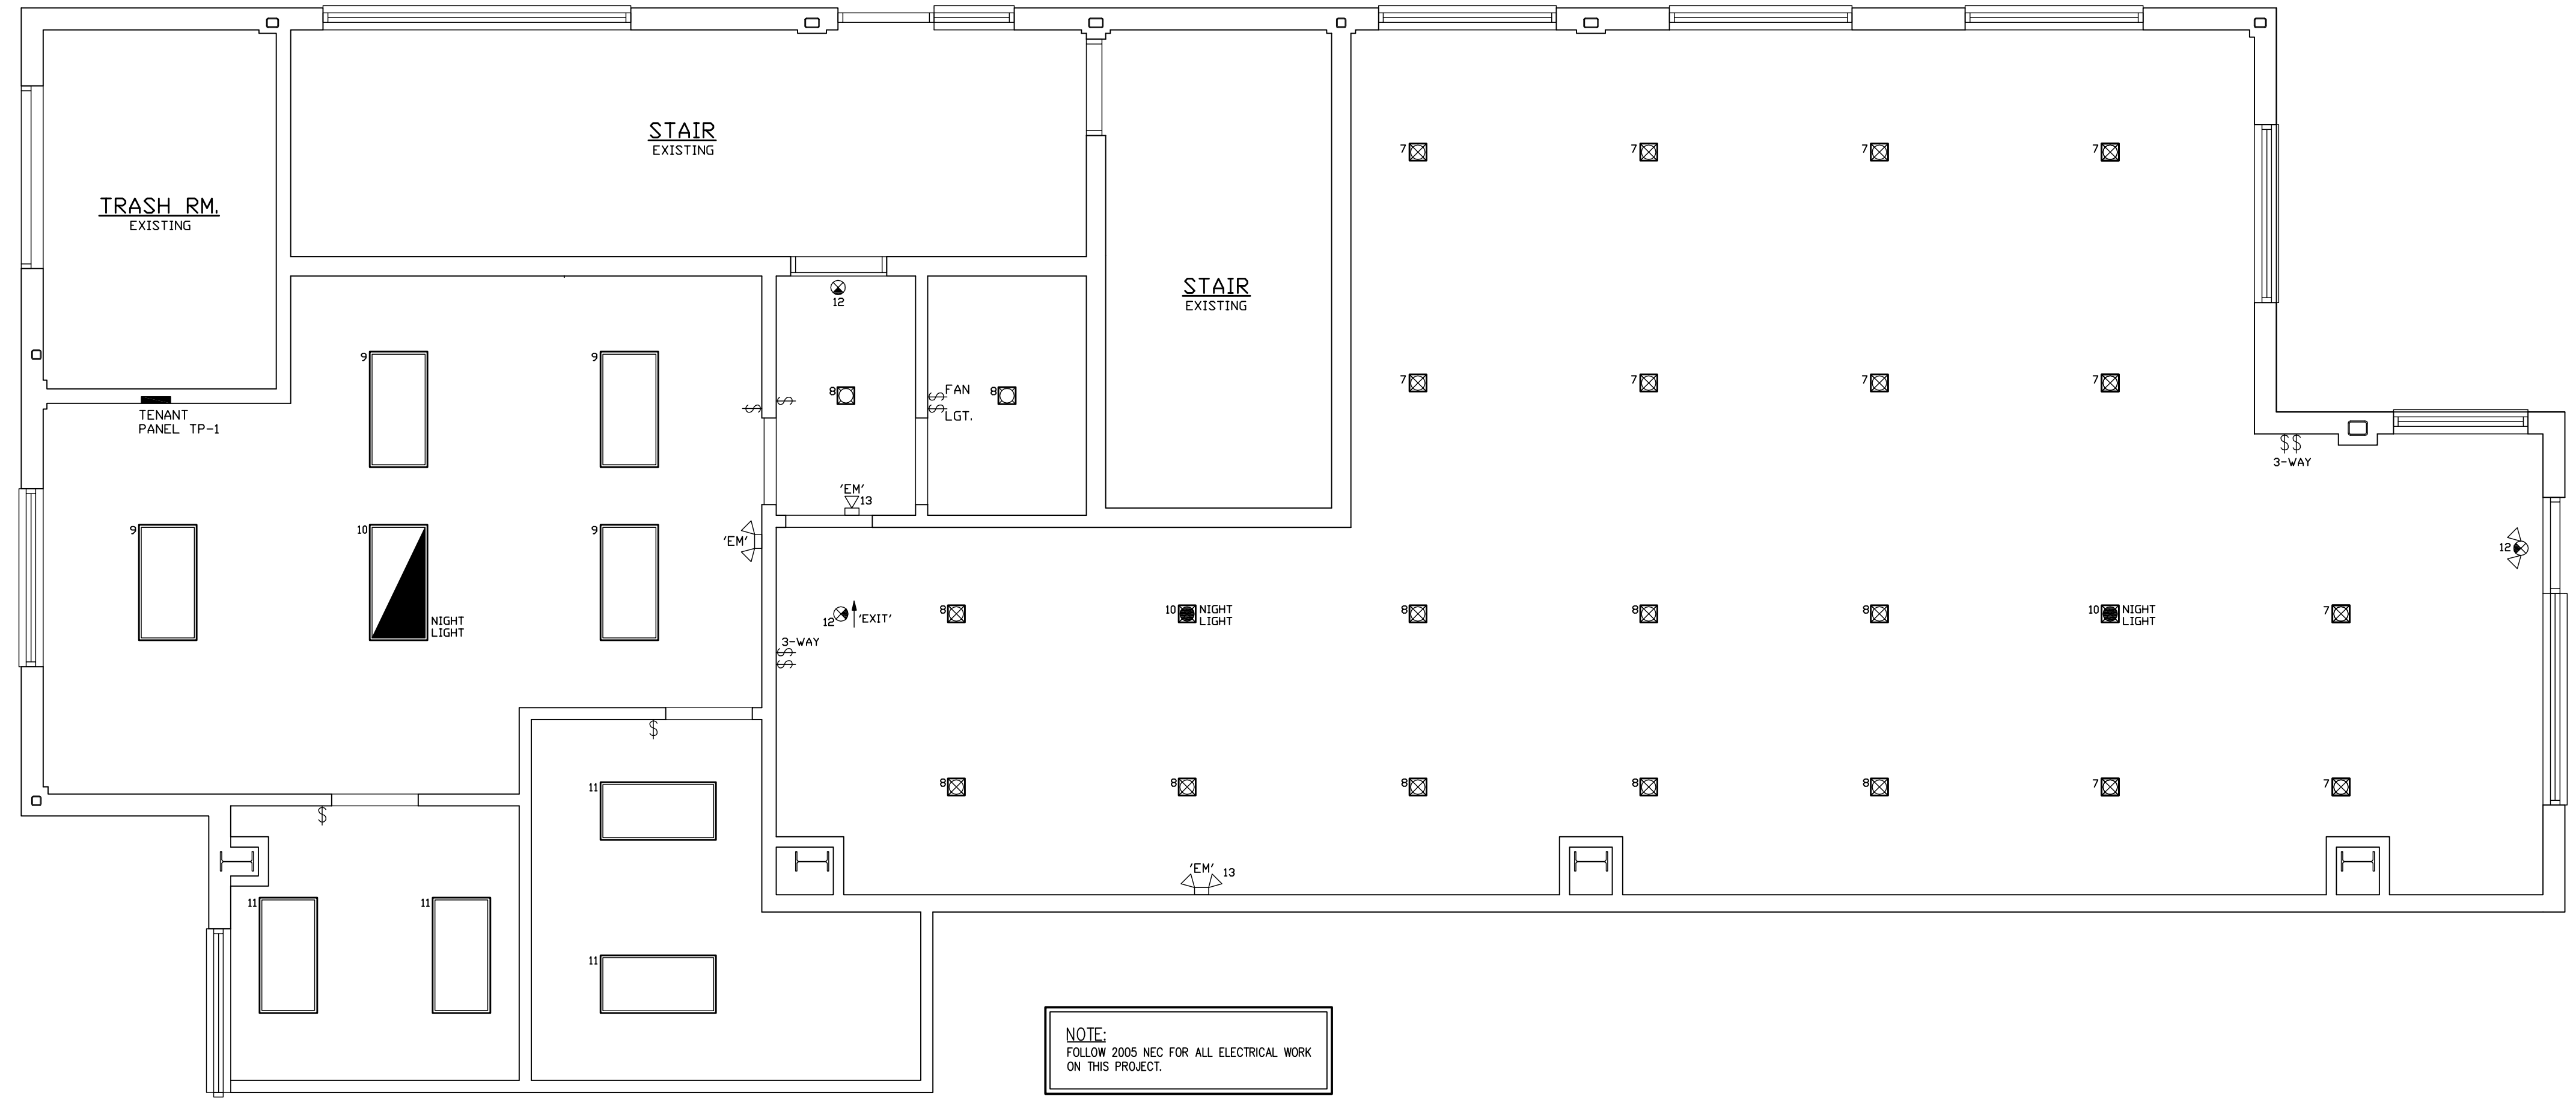 STAIR
EXISTING
7 7 7 7
TRASH RM.
EXISTING
STAIR
EXISTING
12
9 9
8 FAN 8
LGT.
7 7 7 7
TENANT
PANEL TP-1
3-WAY
'EM'
13
9 10 9
'EM'
12
NIGHT
LIGHT
12 'EXIT'
8 10 NIGHT
LIGHT
8 8 8 10 NIGHT
LIGHT
7
3-WAY
11
8 8 8 8 8 7 7
'EM' 13
11 11
11
NOTE:
FOLLOW 2005 NEC FOR ALL ELECTRICAL WORK
ON THIS PROJECT.